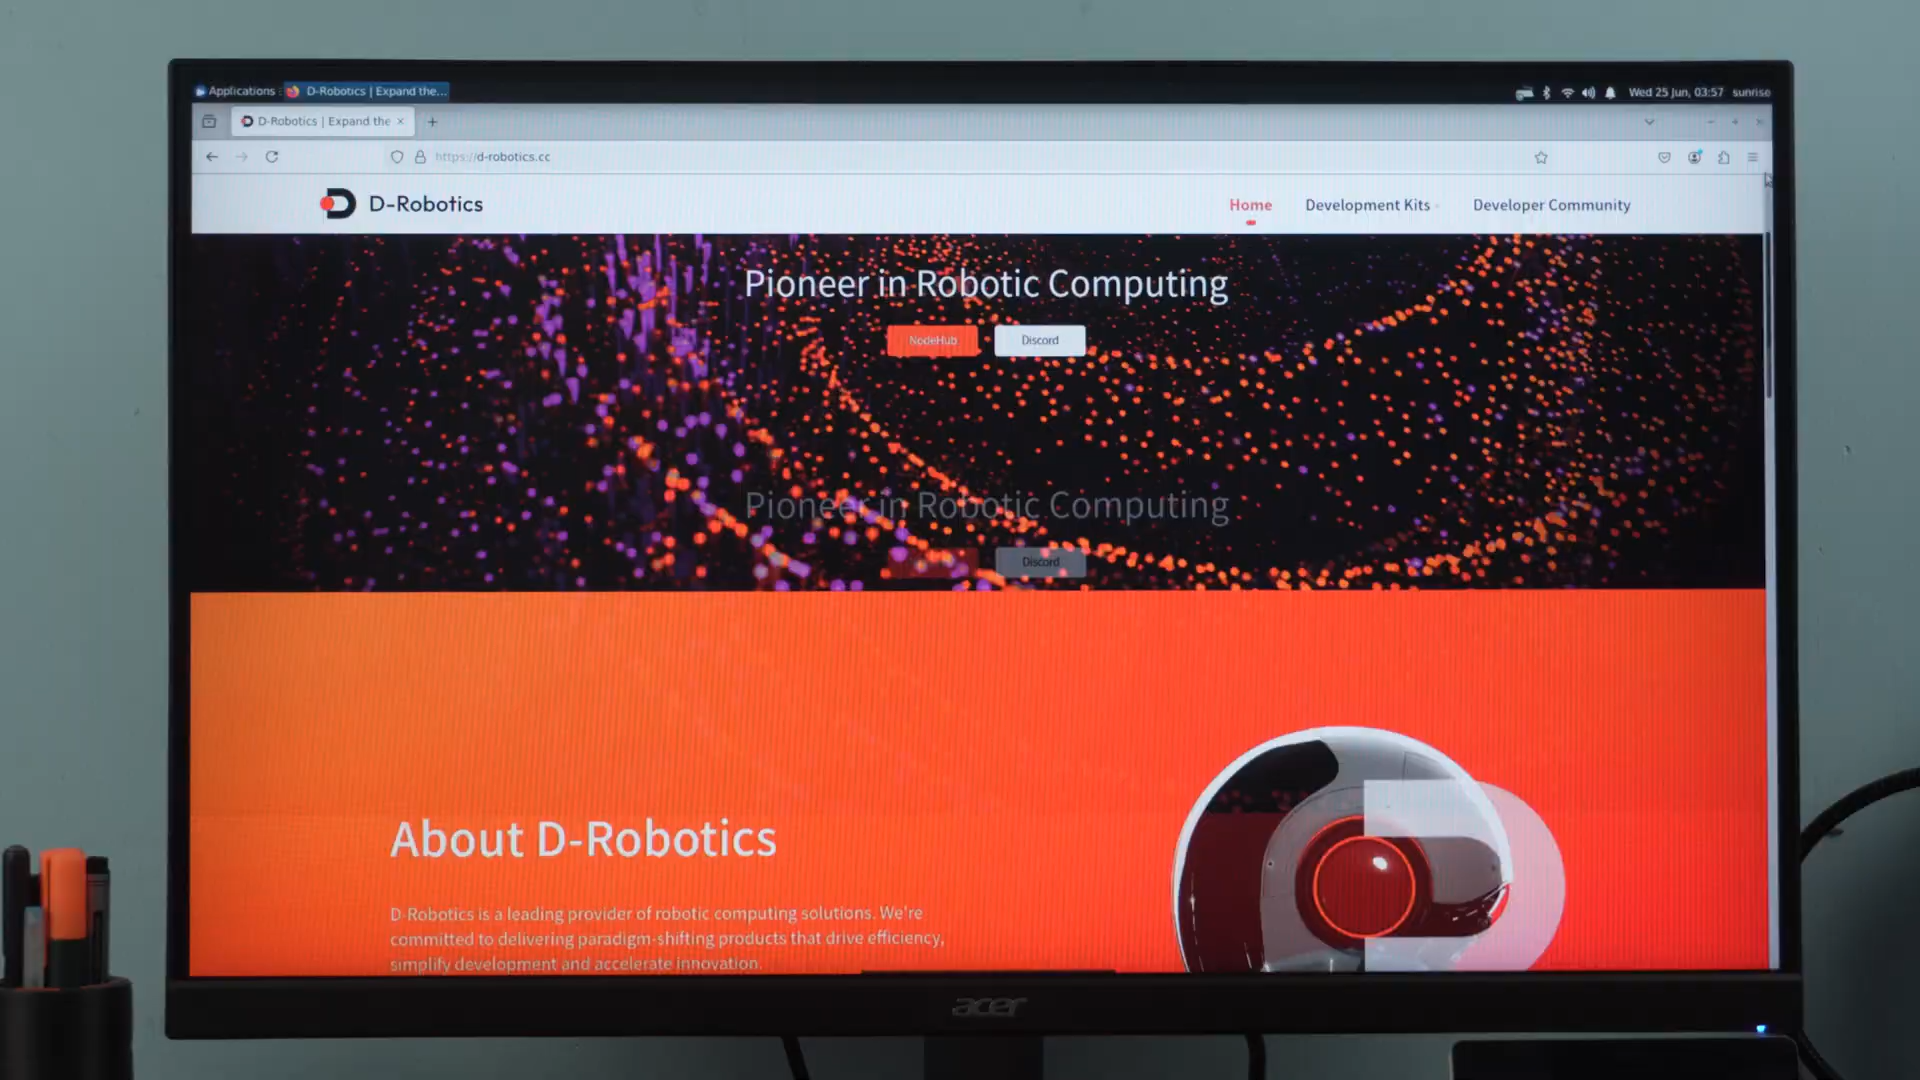 Applications
D-Robotics | Expand the...
Wed 25 Jun, 03:57
sunrise
D-Robotics | Expand the
https://d-robotics.cc
D-Robotics
Home
Development Kits
Developer Community
Pioneer in Robotic Computing
NodeHub
Discord
Pioneer in Robotic Computing
Discord
About D-Robotics
D-Robotics is a leading provider of robotic computing solutions. We're
committed to delivering paradigm-shifting products that drive efficiency,
simplify development and accelerate innovation.
acer